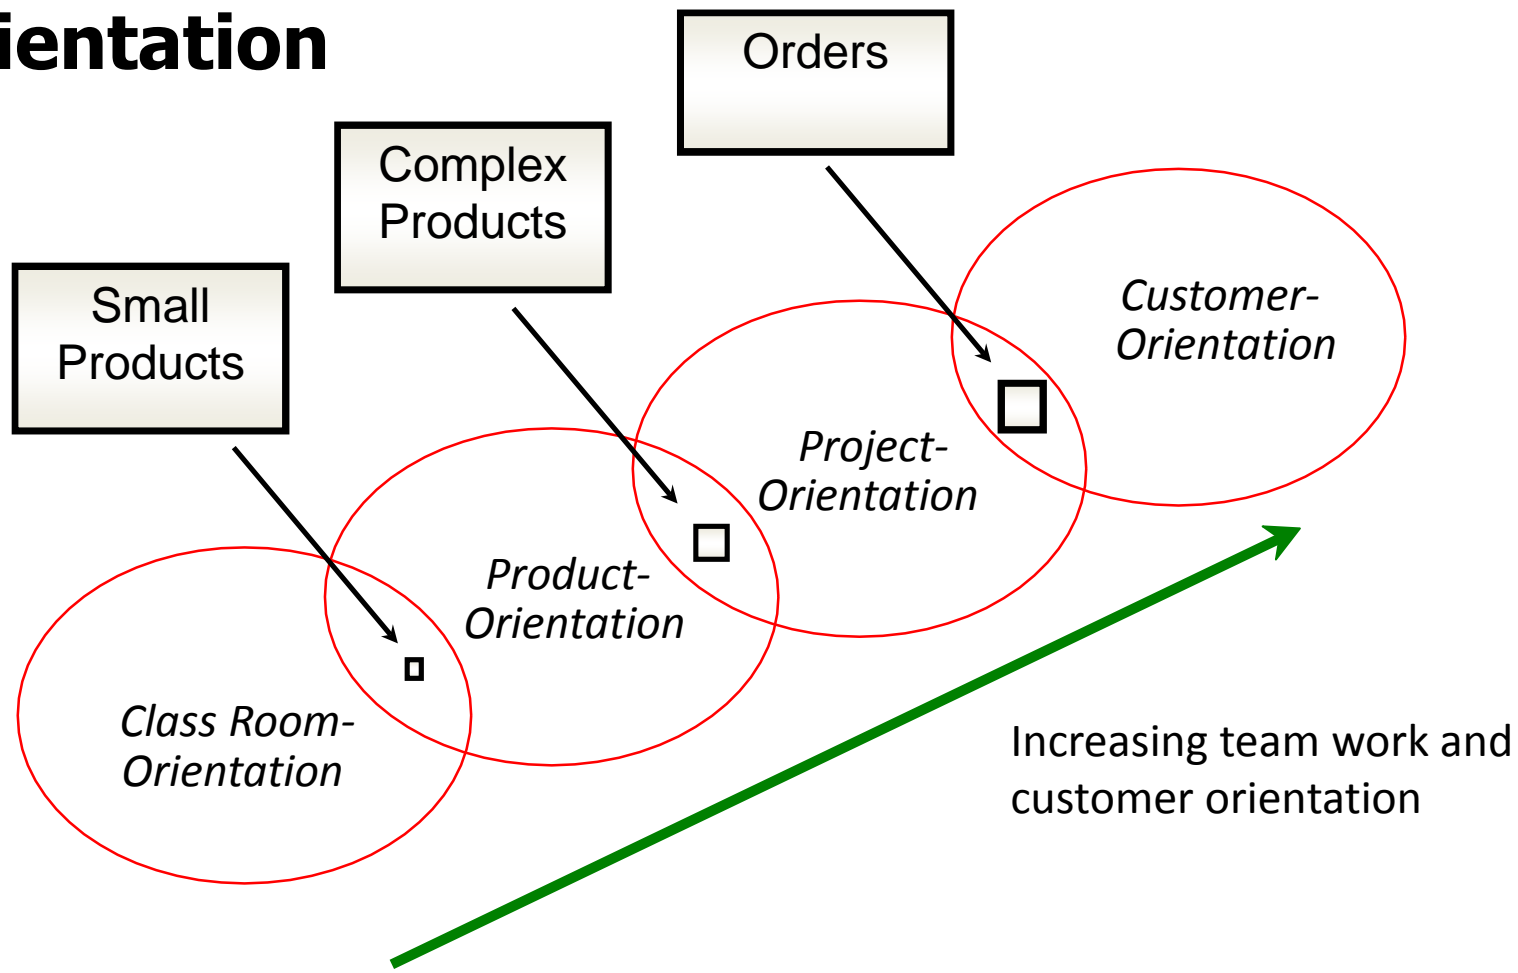 ientation
Orders
Complex
Products
Small
Products
Customer-
Orientation
Project-
Orientation
Product-
Orientation
Class Room-
Orientation
Increasing team work and
customer orientation